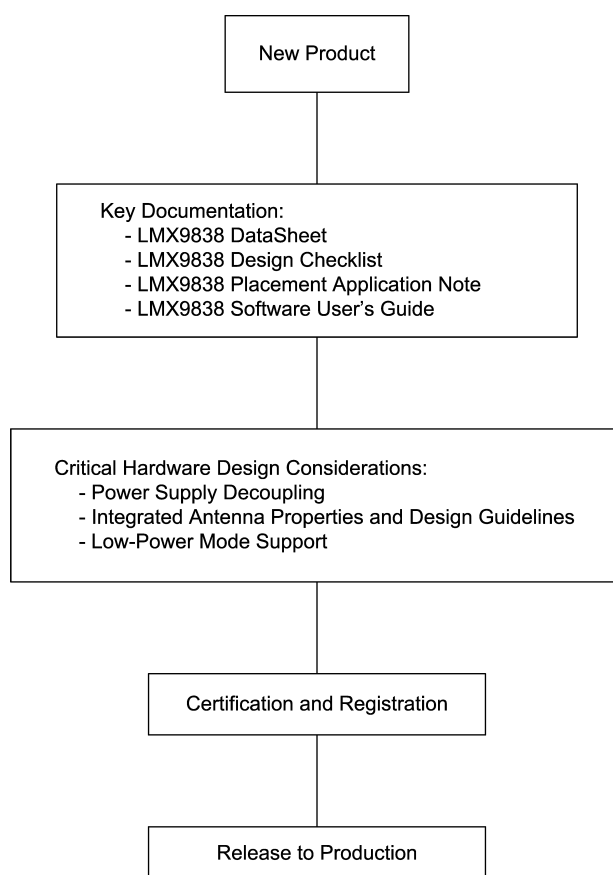 New Product
Key Documentation:
- LMX9838 DataSheet
- LMX9838 Design Checklist
- LMX9838 Placement Application Note
- LMX9838 Software User's Guide
Critical Hardware Design Considerations:
- Power Supply Decoupling
- Integrated Antenna Properties and Design Guidelines
- Low-Power Mode Support
Certification and Registration
Release to Production